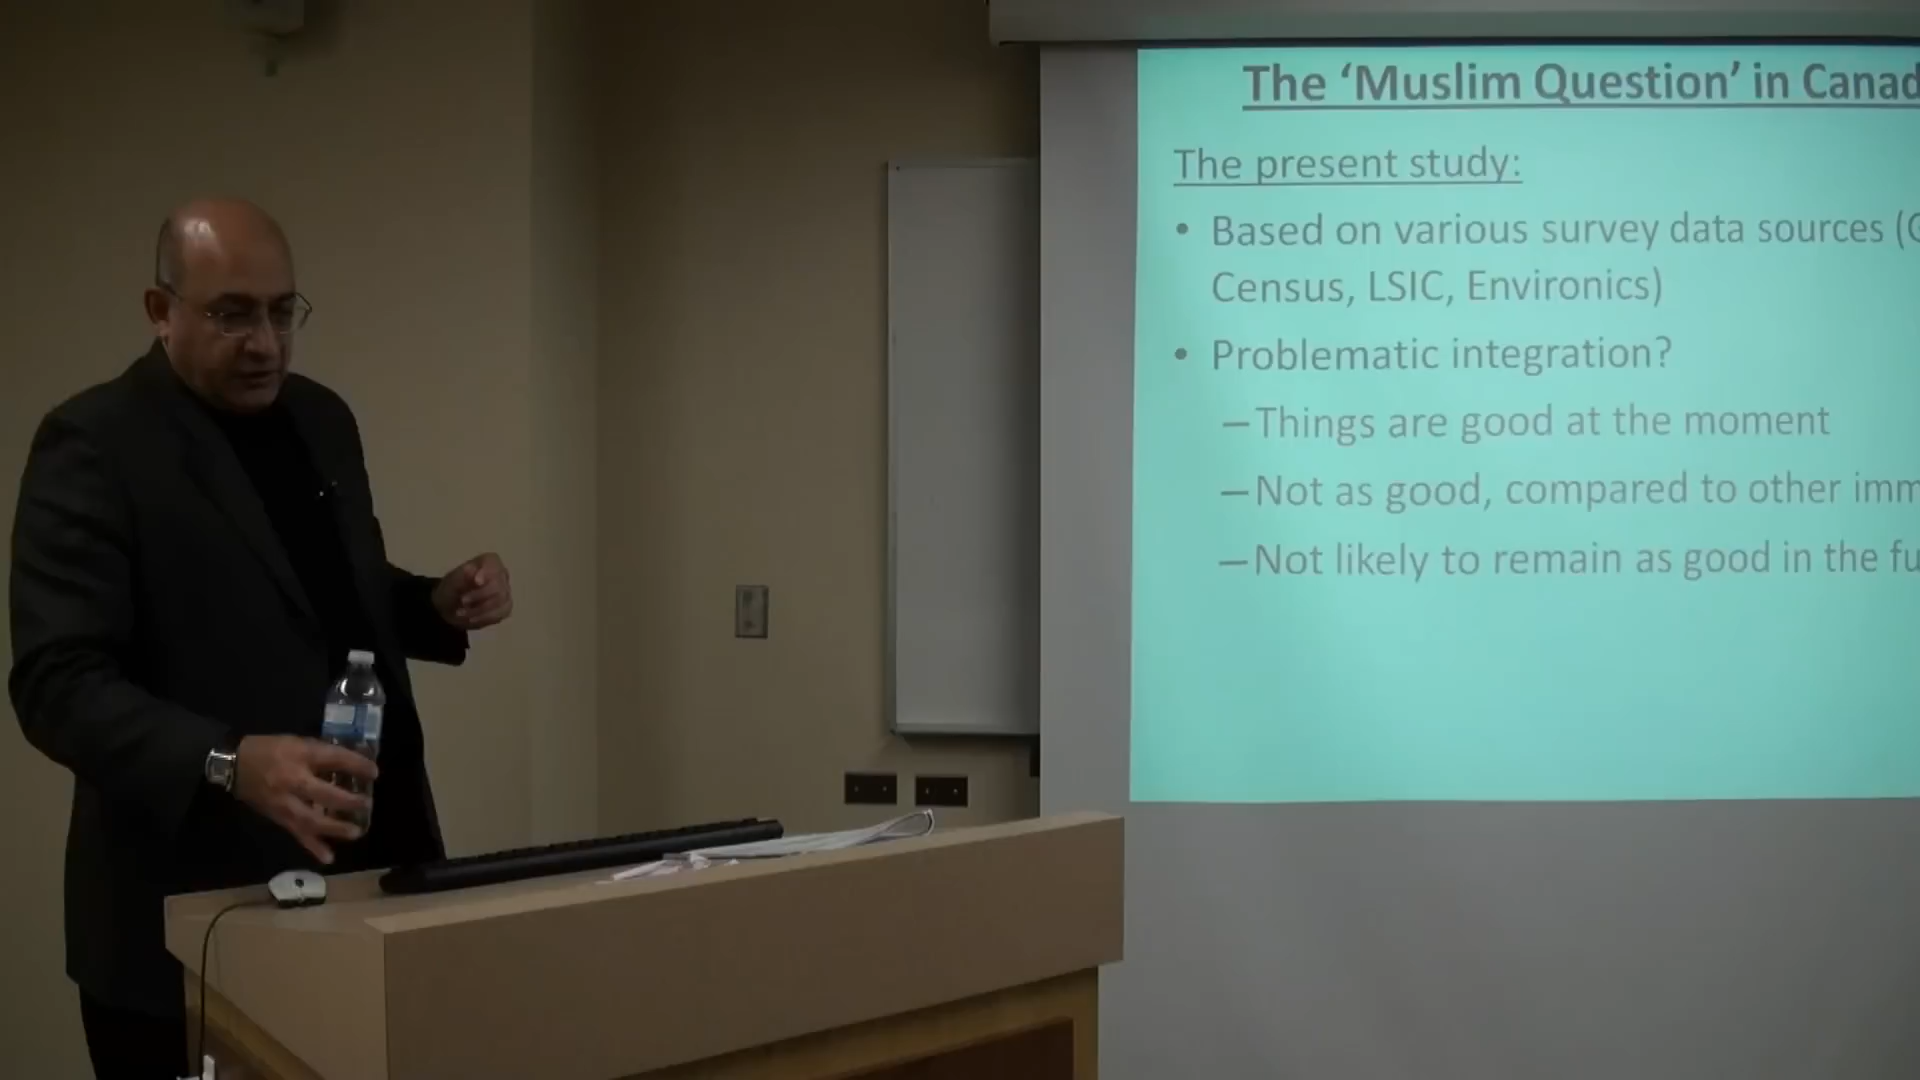 The ‘Muslim Question’ in Canad
The present study:
• Based on various survey data sources (
Census, LSIC, Environics)
• Problematic integration?
– Things are good at the moment
– Not as good, compared to other imm
– Not likely to remain as good in the fu